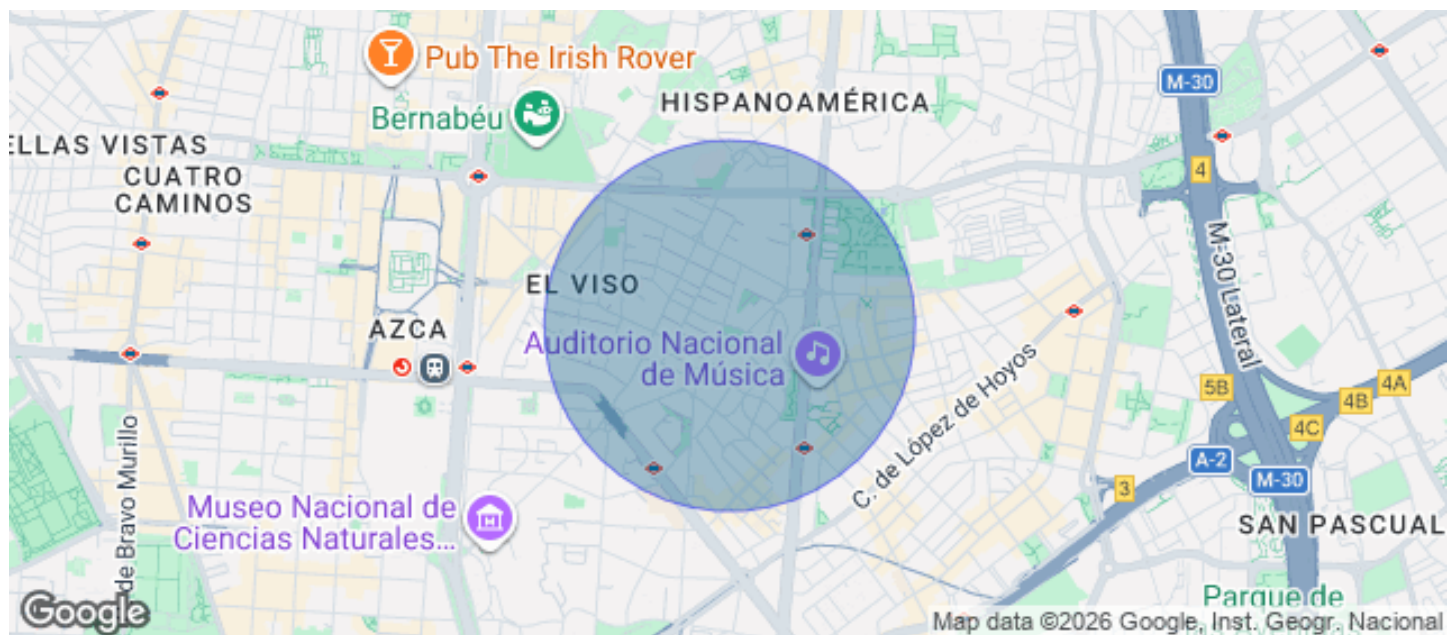 Pub The Irish Rover
Bernabéu
HISPANOAMÉRICA
M-30
ELLAS VISTAS
CUATRO
CAMINOS
4
M-30 Lateral
EL VISO
AZCA
Auditorio Nacional
de Música
C. de López de Hoyos
5B
4A
4B
4C
A-2
M-30
3
de Bravo Murillo
Museo Nacional de
Ciencias Naturales...
SAN PASCUAL
Parque de
Google
Map data ©2026 Google, Inst. Geogr. Nacional